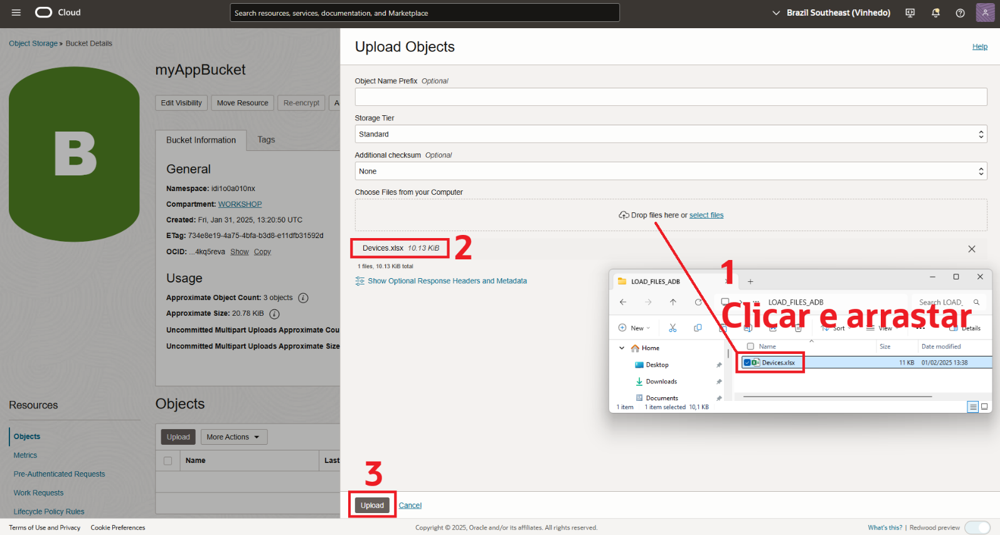 Cloud
Search resources, services, documentation, and Marketplace
Brazil Southeast (Vinhedo)
Object Storage » Bucket Details
B
myAppBucket
Edit Visibility
Move Resource
Re-encrypt
Bucket Information
Tags
General
Namespace: idi1o0a010nx
Compartment: WORKSHOP
Created: Fri, Jan 31, 2025, 13:20:50 UTC
ETag: 734e8e19-4a75-4bfa-b3d8-e11dfb31592d
OCID: ...4kq5reva Show Copy
Usage
Approximate Object Count: 3 objects
Approximate Size: 20.78 KiB
Uncommitted Multipart Uploads Approximate Cou
Uncommitted Multipart Uploads Approximate Size
Resources
Objects
Metrics
Pre-Authenticated Requests
Work Requests
Lifecycle Policy Rules
Objects
Upload
More Actions
Name
Last
Upload Objects
Help
Object Name Prefix Optional
Storage Tier
Standard
Additional checksum Optional
None
Choose Files from your Computer
Drop files here or select files
Devices.xlsx 10.13 KiB
2
1 files, 10.13 KiB total
Show Optional Response Headers and Metadata
1
Clicar e arrastar
LOAD_FILES_ADB
LOAD_FILES_ADB
Search LOAD_
New
Sort
View
Details
Home
Desktop
Downloads
Documents
Name
Size
Date modified
Devices.xlsx
11 KB
01/02/2025 13:38
1 item
1 item selected 10,1 KB
3
Upload
Cancel
Terms of Use and Privacy
Cookie Preferences
Copyright © 2025, Oracle and/or its affiliates. All rights reserved.
What's this? | Redwood preview